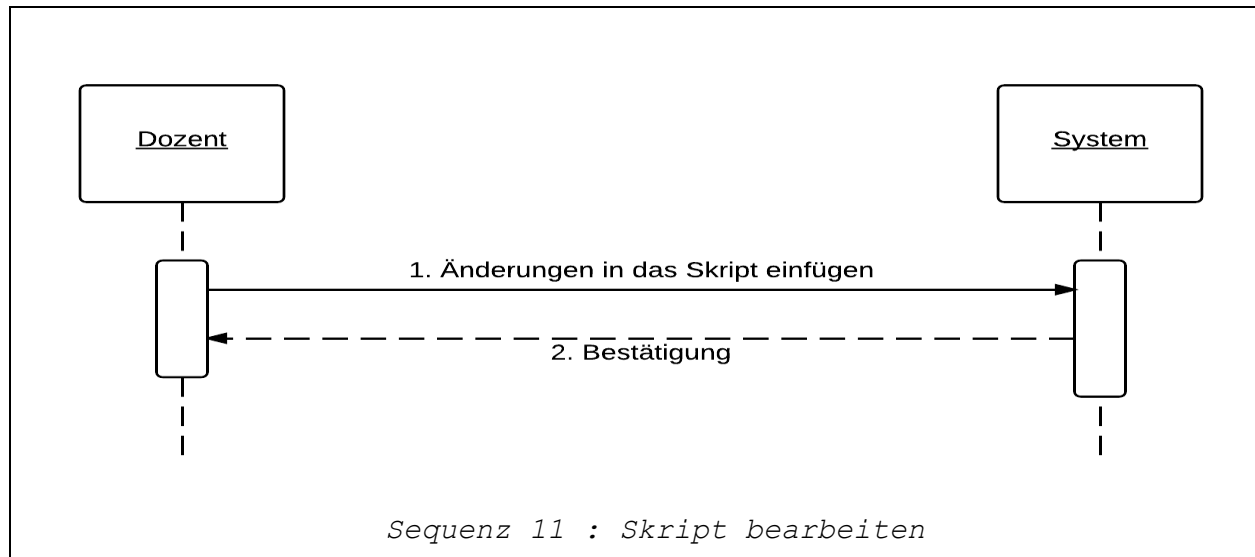 Dozent
System
1. Änderungen in das Skript einfügen
2. Bestätigung
Sequenz 11 : Skript bearbeiten